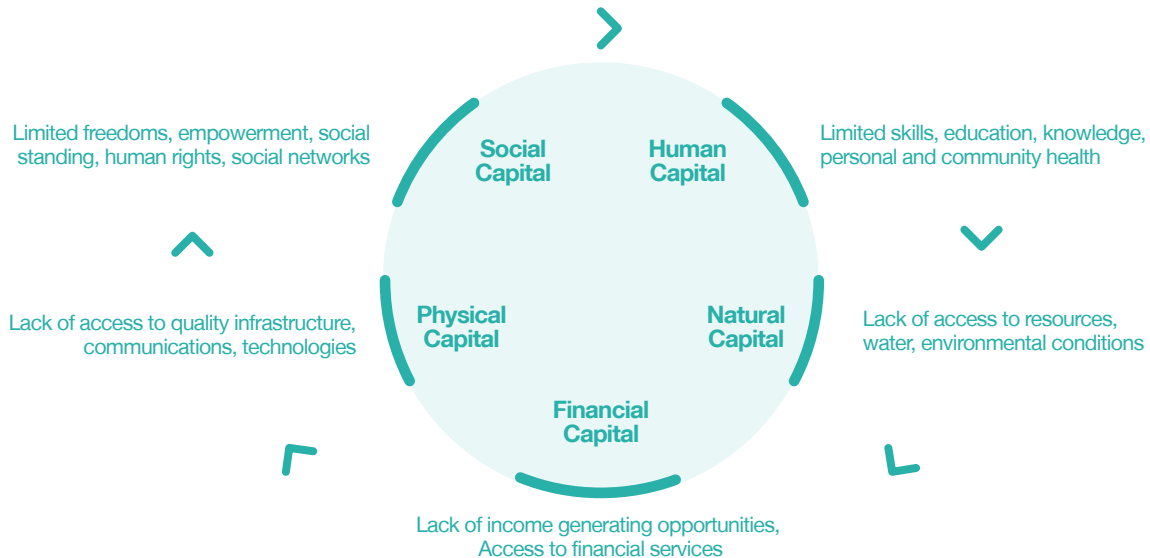 Limited freedoms, empowerment, social
standing, human rights, social networks
Social
Capital
Human
Capital
Limited skills, education, knowledge,
personal and community health
Lack of access to quality infrastructure,
communications, technologies
Physical
Capital
Natural
Capital
Lack of access to resources,
water, environmental conditions
Financial
Capital
Lack of income generating opportunities,
Access to financial services